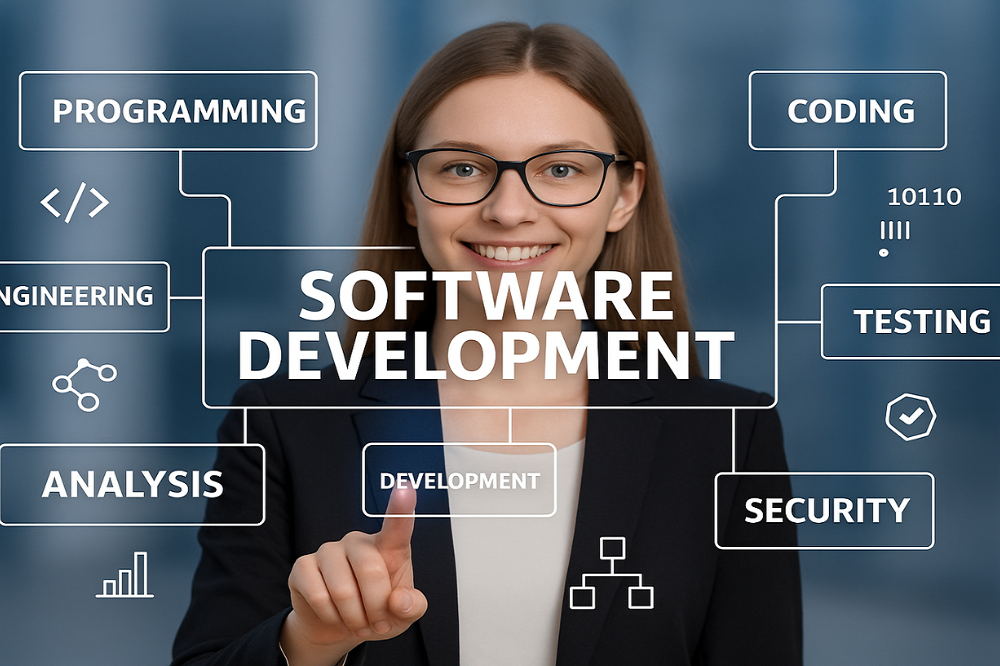 PROGRAMMING
CODING
10110
NGINEERING
SOFTWARE
DEVELOPMENT
TESTING
ANALYSIS
DEVELOPMENT
SECURITY